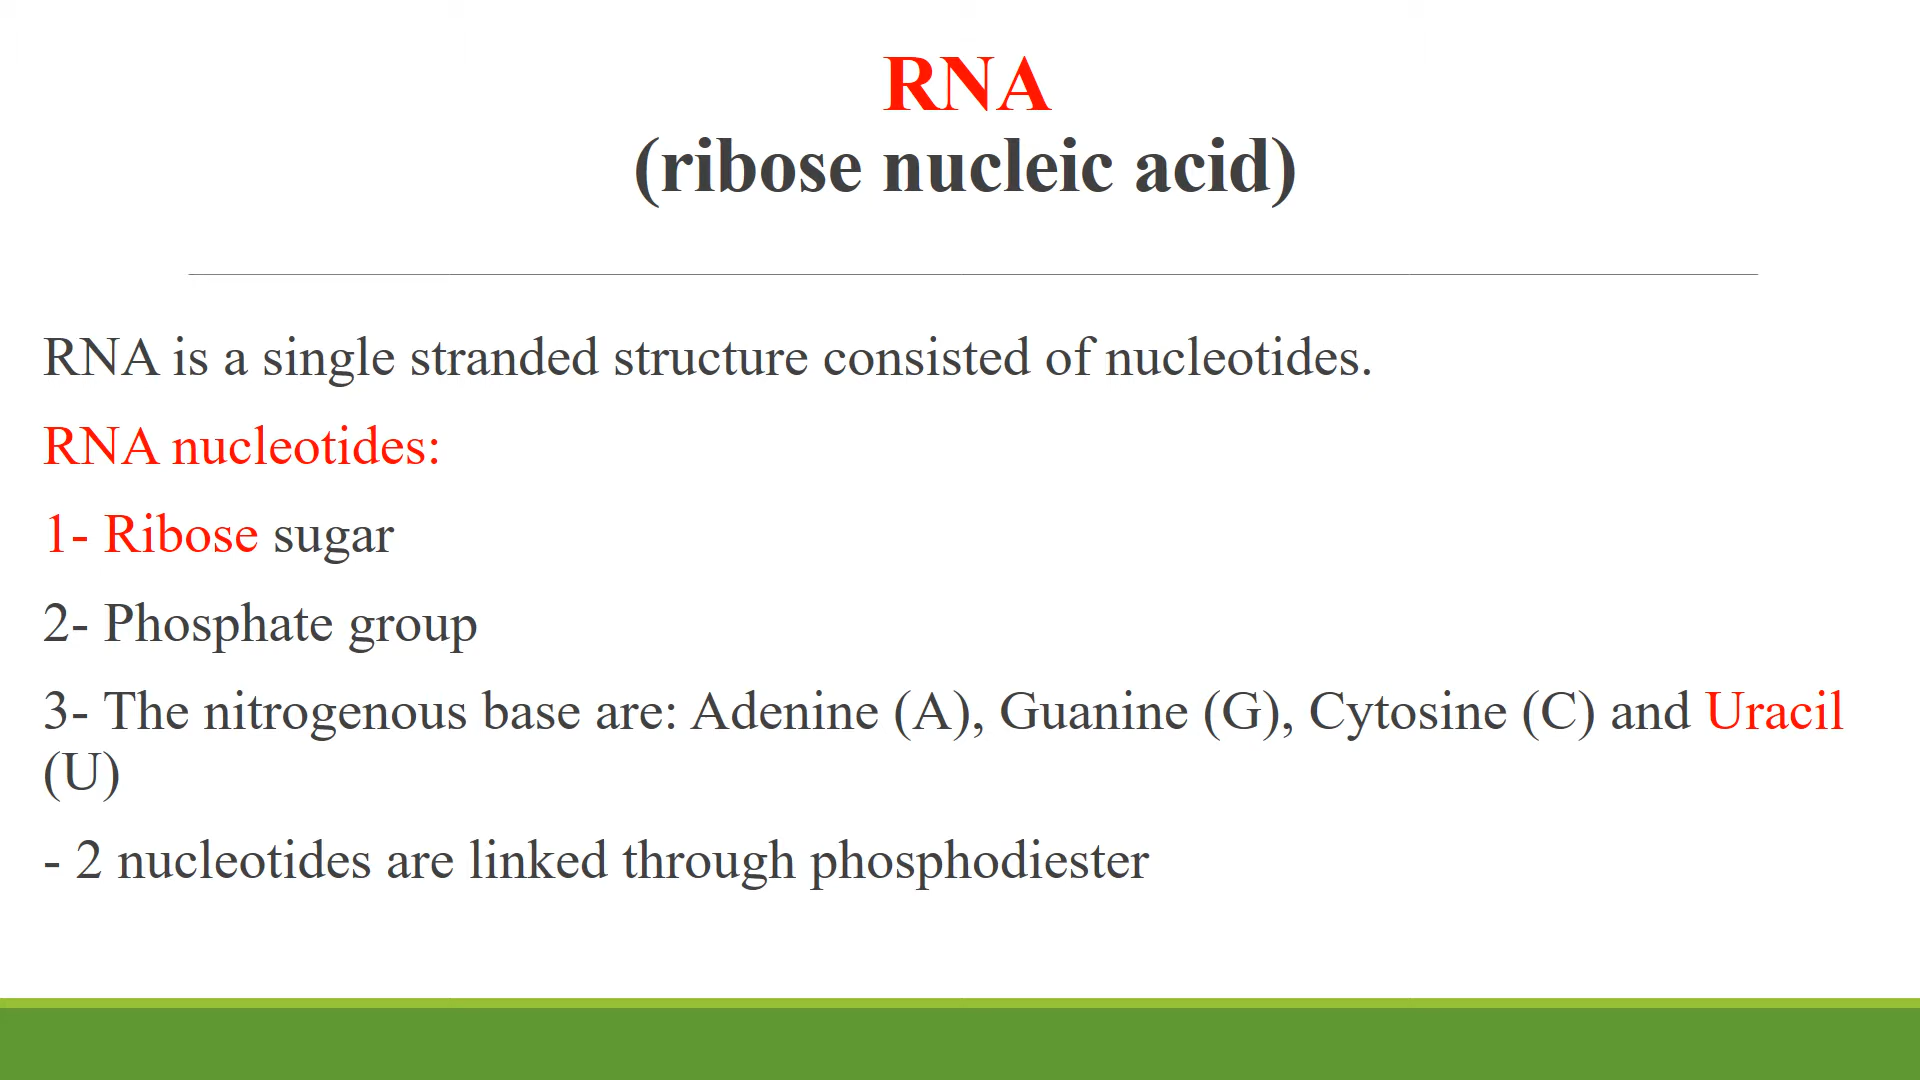 RNA
(ribose nucleic acid)
RNA is a single stranded structure consisted of nucleotides.
RNA nucleotides:
1- Ribose sugar
2- Phosphate group
3- The nitrogenous base are: Adenine (A), Guanine (G), Cytosine (C) and Uracil
(U)
- 2 nucleotides are linked through phosphodiester